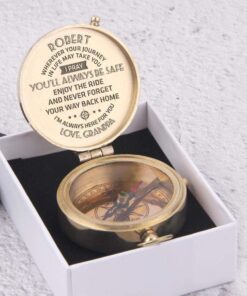 ROBERT
WHEREVER YOUR JOURNEY
IN LIFE MAY TAKE YOU
I PRAY
YOU'LL ALWAYS BE SAFE
ENJOY THE RIDE
AND NEVER FORGET
YOUR WAY BACK HOME
I'M ALWAYS HERE FOR YOU
LOVE, GRANDPA